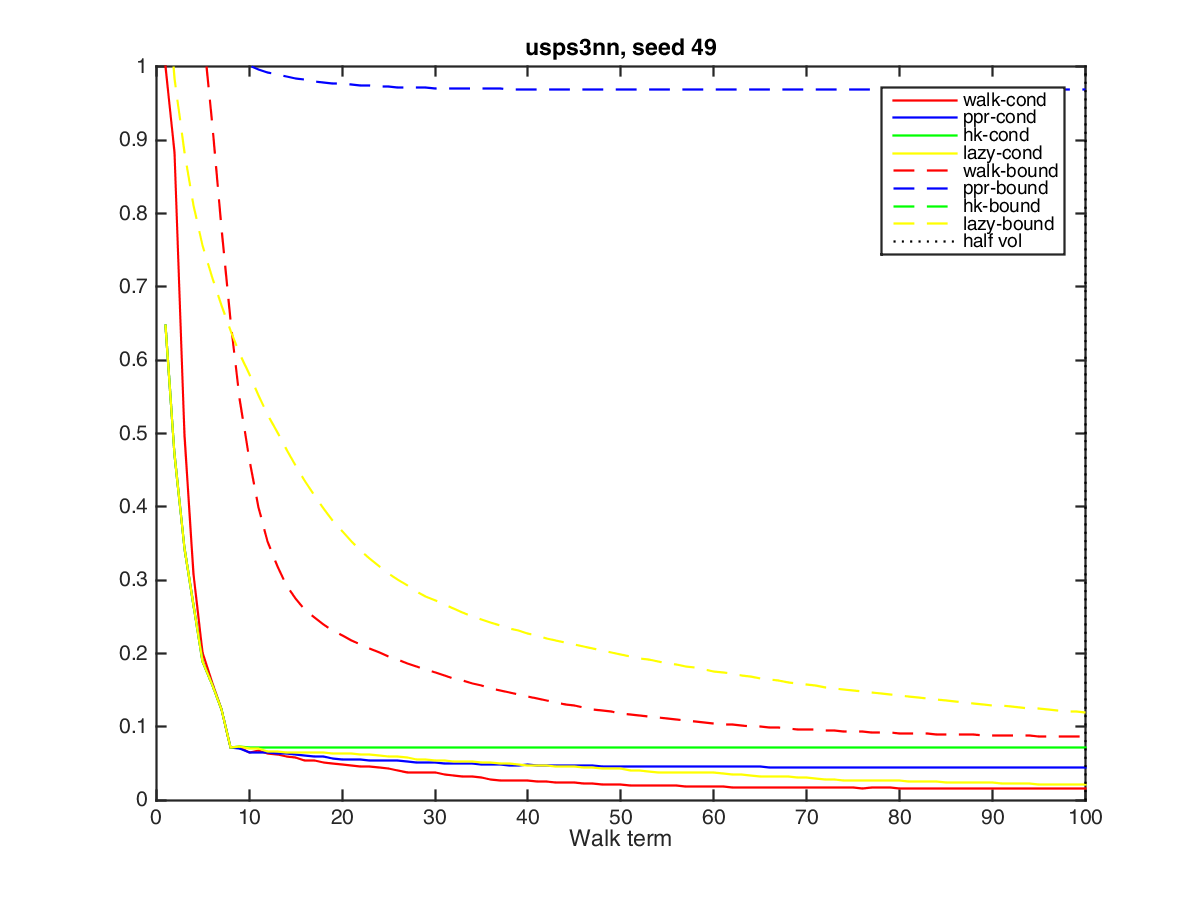 usps3nn, seed 49
1
0.9
0.8
0.7
0.6
0.5
0.4
0.3
0.2
0.1
0
walk-cond
ppr-cond
hk-cond
lazy-cond
walk-bound
ppr-bound
hk-bound
lazy-bound
half vol
0 10 20 30 40 50 60 70 80 90 100
Walk term